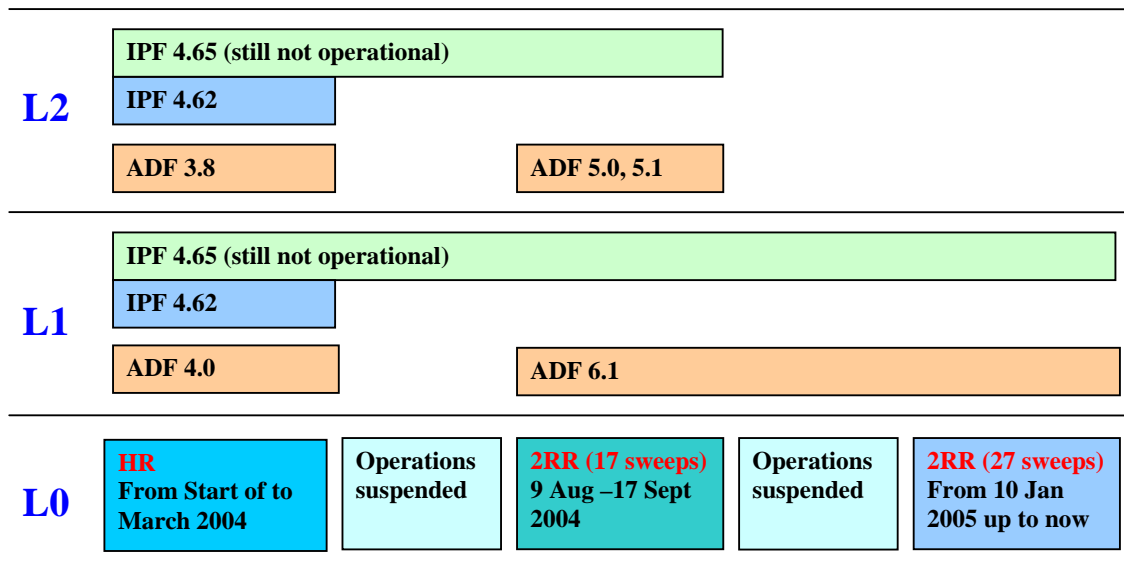 L2
IPF 4.65 (still not operational)
IPF 4.62
ADF 3.8
ADF 5.0, 5.1
L1
IPF 4.65 (still not operational)
IPF 4.62
ADF 4.0
ADF 6.1
L0
HR
From Start of to
March 2004
Operations
suspended
2RR (17 sweeps)
9 Aug –17 Sept
2004
Operations
suspended
2RR (27 sweeps)
From 10 Jan
2005 up to now